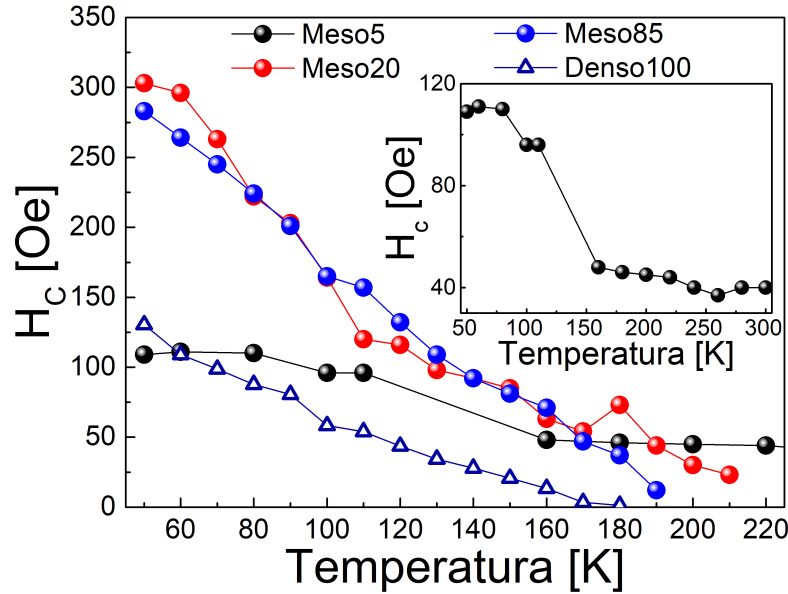 Meso5
Meso85
Meso20
Denso100
350
300
250
200
150
100
50
0
H_C [Oe]
60 80 100 120 140 160 180 200 220
Temperatura [K]
120
80
40
H_c [Oe]
50 100 150 200 250 300
Temperatura [K]